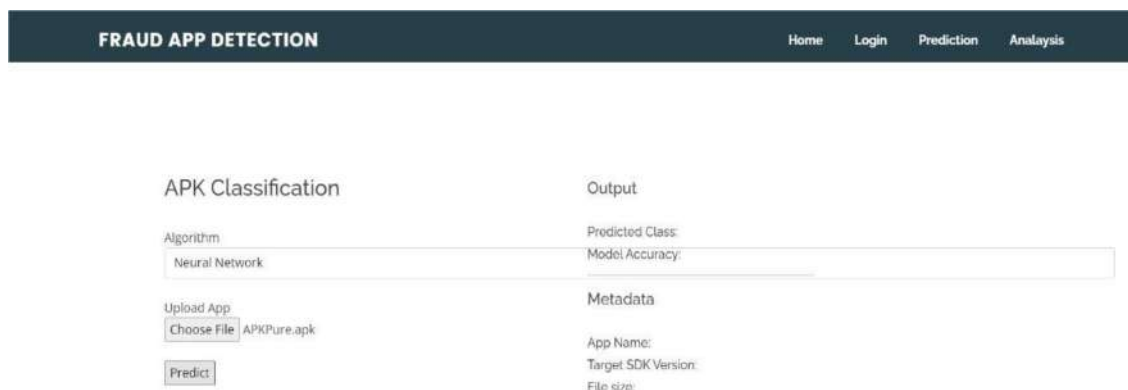 FRAUD APP DETECTION
Home Login Prediction Analaysis
APK Classification
Algorithm
Neural Network
Upload App
Choose File APKPure.apk
Predict
Output
Predicted Class:
Model Accuracy:
Metadata
App Name:
Target SDK Version:
File size: